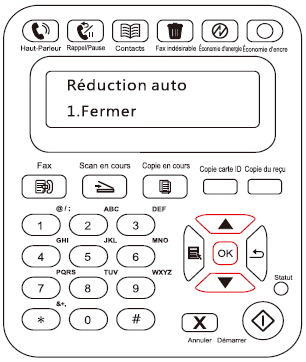 Haut-Parleur Rappel/Pause Contacts Fax indésirable Économie d'énergie Économie d'encre
Réduction auto
1.Fermer
Fax Scan en cours Copie en cours Copie carte ID Copie du reçu
@ / : ABC DEF
1 2 3
GHI JKL MNO
4 5 6 OK
PQRS TUV WXYZ
7 8 9 Statut
&+,
* 0 # X
Annuler Démarrer